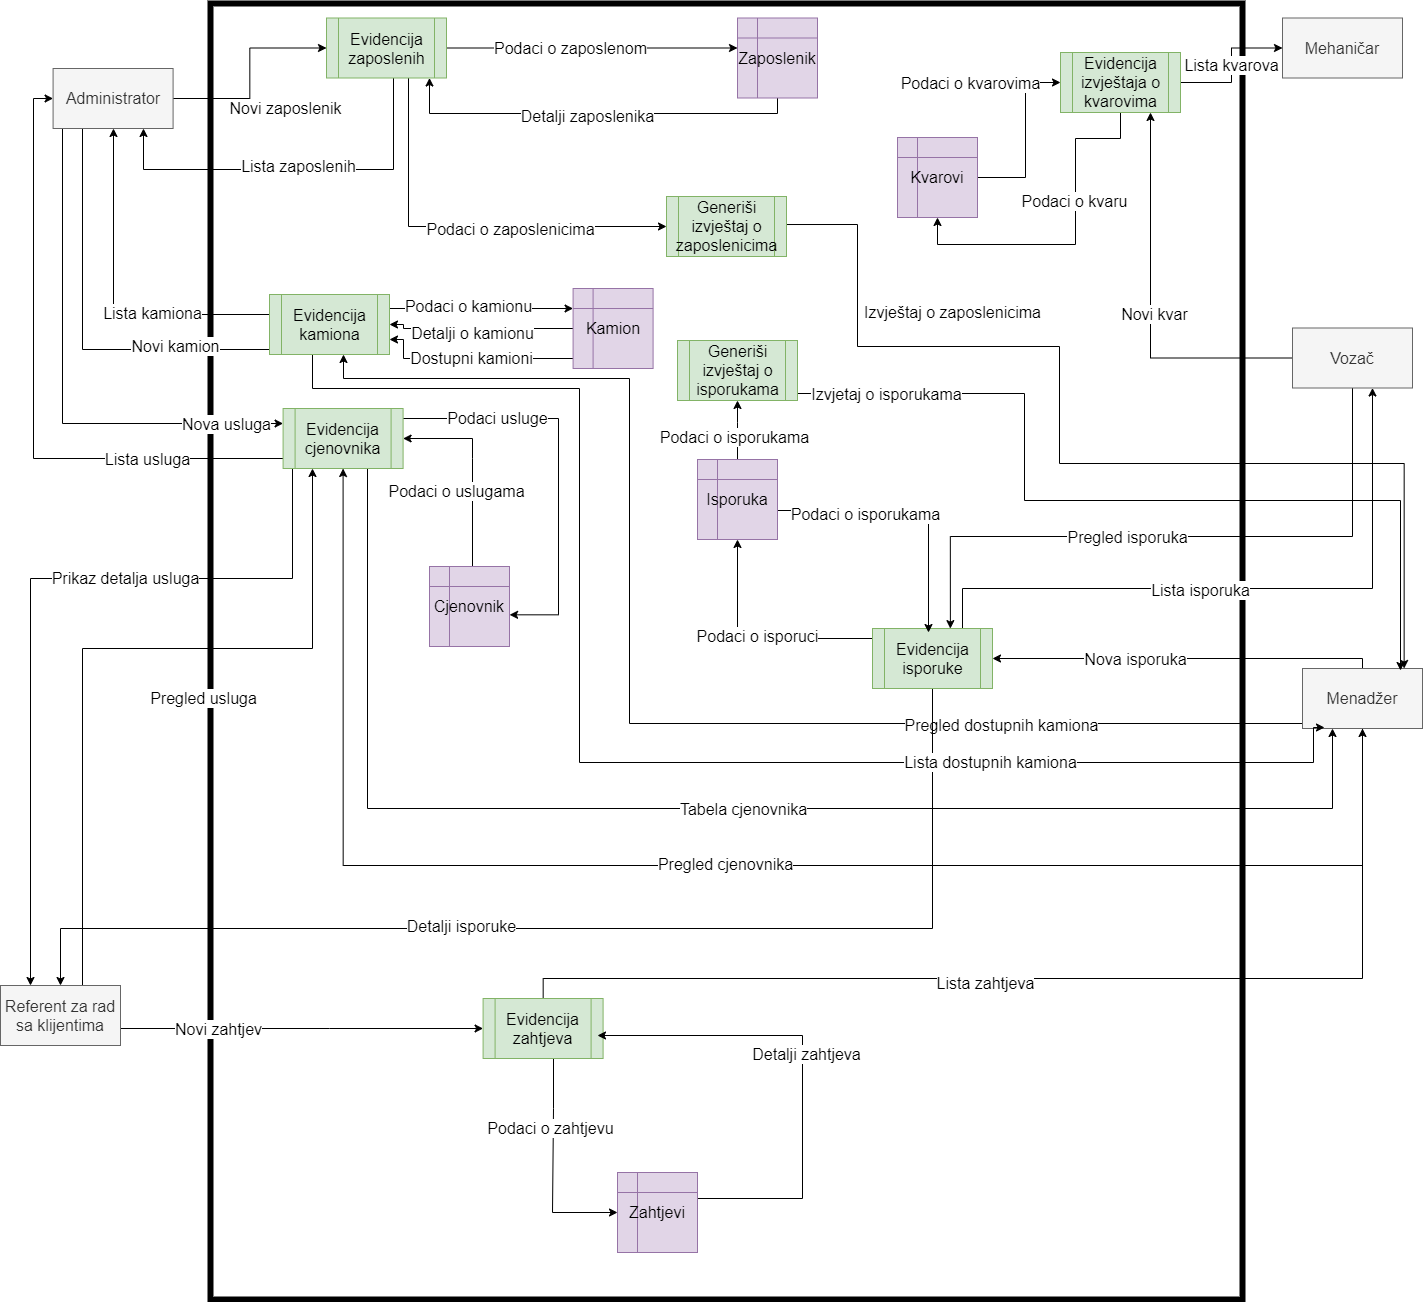 Evidencija
zaposlenih
Podaci o zaposlenom
Zaposlenik
Mehaničar
Lista kvarova
Evidencija
izvještaja o
kvarovima
Podaci o kvarovima
Administrator
Novi zaposlenik
Detalji zaposlenika
Lista zaposlenih
Kvarovi
Podaci o kvaru
Generiši
izvještaj o
zaposlenicima
Podaci o zaposlenicima
Lista kamiona
Evidencija
kamiona
Podaci o kamionu
Detalji o kamionu
Dostupni kamioni
Kamion
Izvještaj o zaposlenicima
Novi kvar
Novi kamion
Vozač
Generiši
izvještaj o
isporukama
Izvjetaj o isporukama
Nova usluga
Evidencija
cjenovnika
Podaci usluge
Podaci o isporukama
Lista usluga
Podaci o uslugama
Isporuka
Podaci o isporukama
Pregled isporuka
Prikaz detalja usluga
Cjenovnik
Lista isporuka
Podaci o isporuci
Evidencija
isporuke
Nova isporuka
Pregled usluga
Menadžer
Pregled dostupnih kamiona
Lista dostupnih kamiona
Tabela cjenovnika
Pregled cjenovnika
Detalji isporuke
Lista zahtjeva
Referent za rad
sa klijentima
Novi zahtjev
Evidencija
zahtjeva
Detalji zahtjeva
Podaci o zahtjevu
Zahtjevi